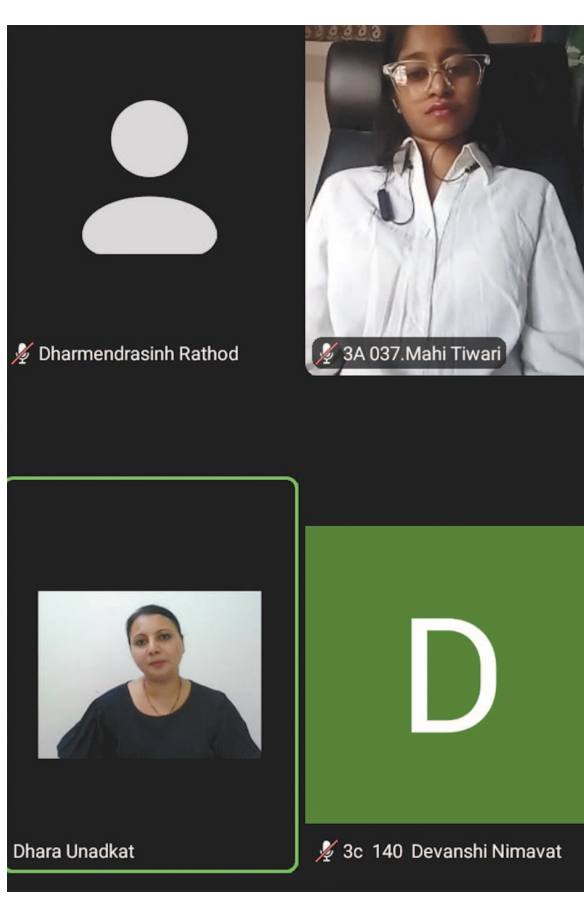 Dharmendrasinh Rathod
3A 037.Mahi Tiwari
D
Dhara Unadkat
3c 140 Devanshi Nimavat